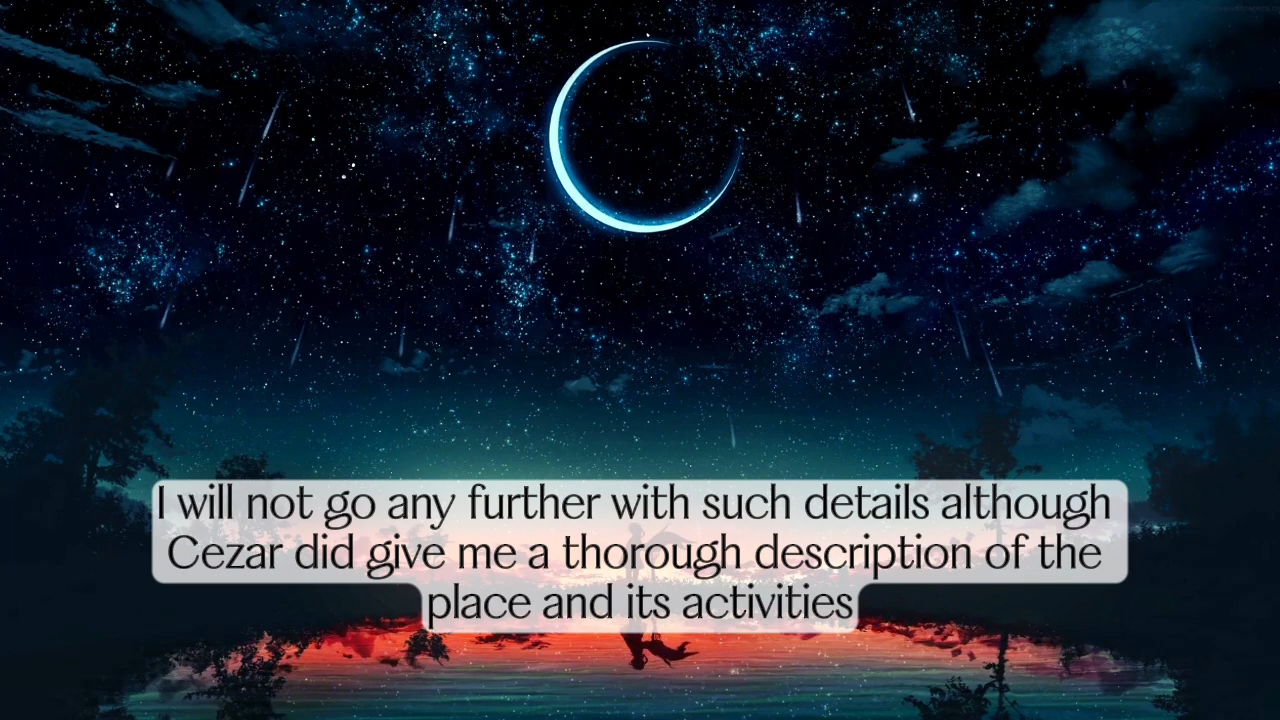 I will not go any further with such details although
Cezar did give me a thorough description of the
place and its activities